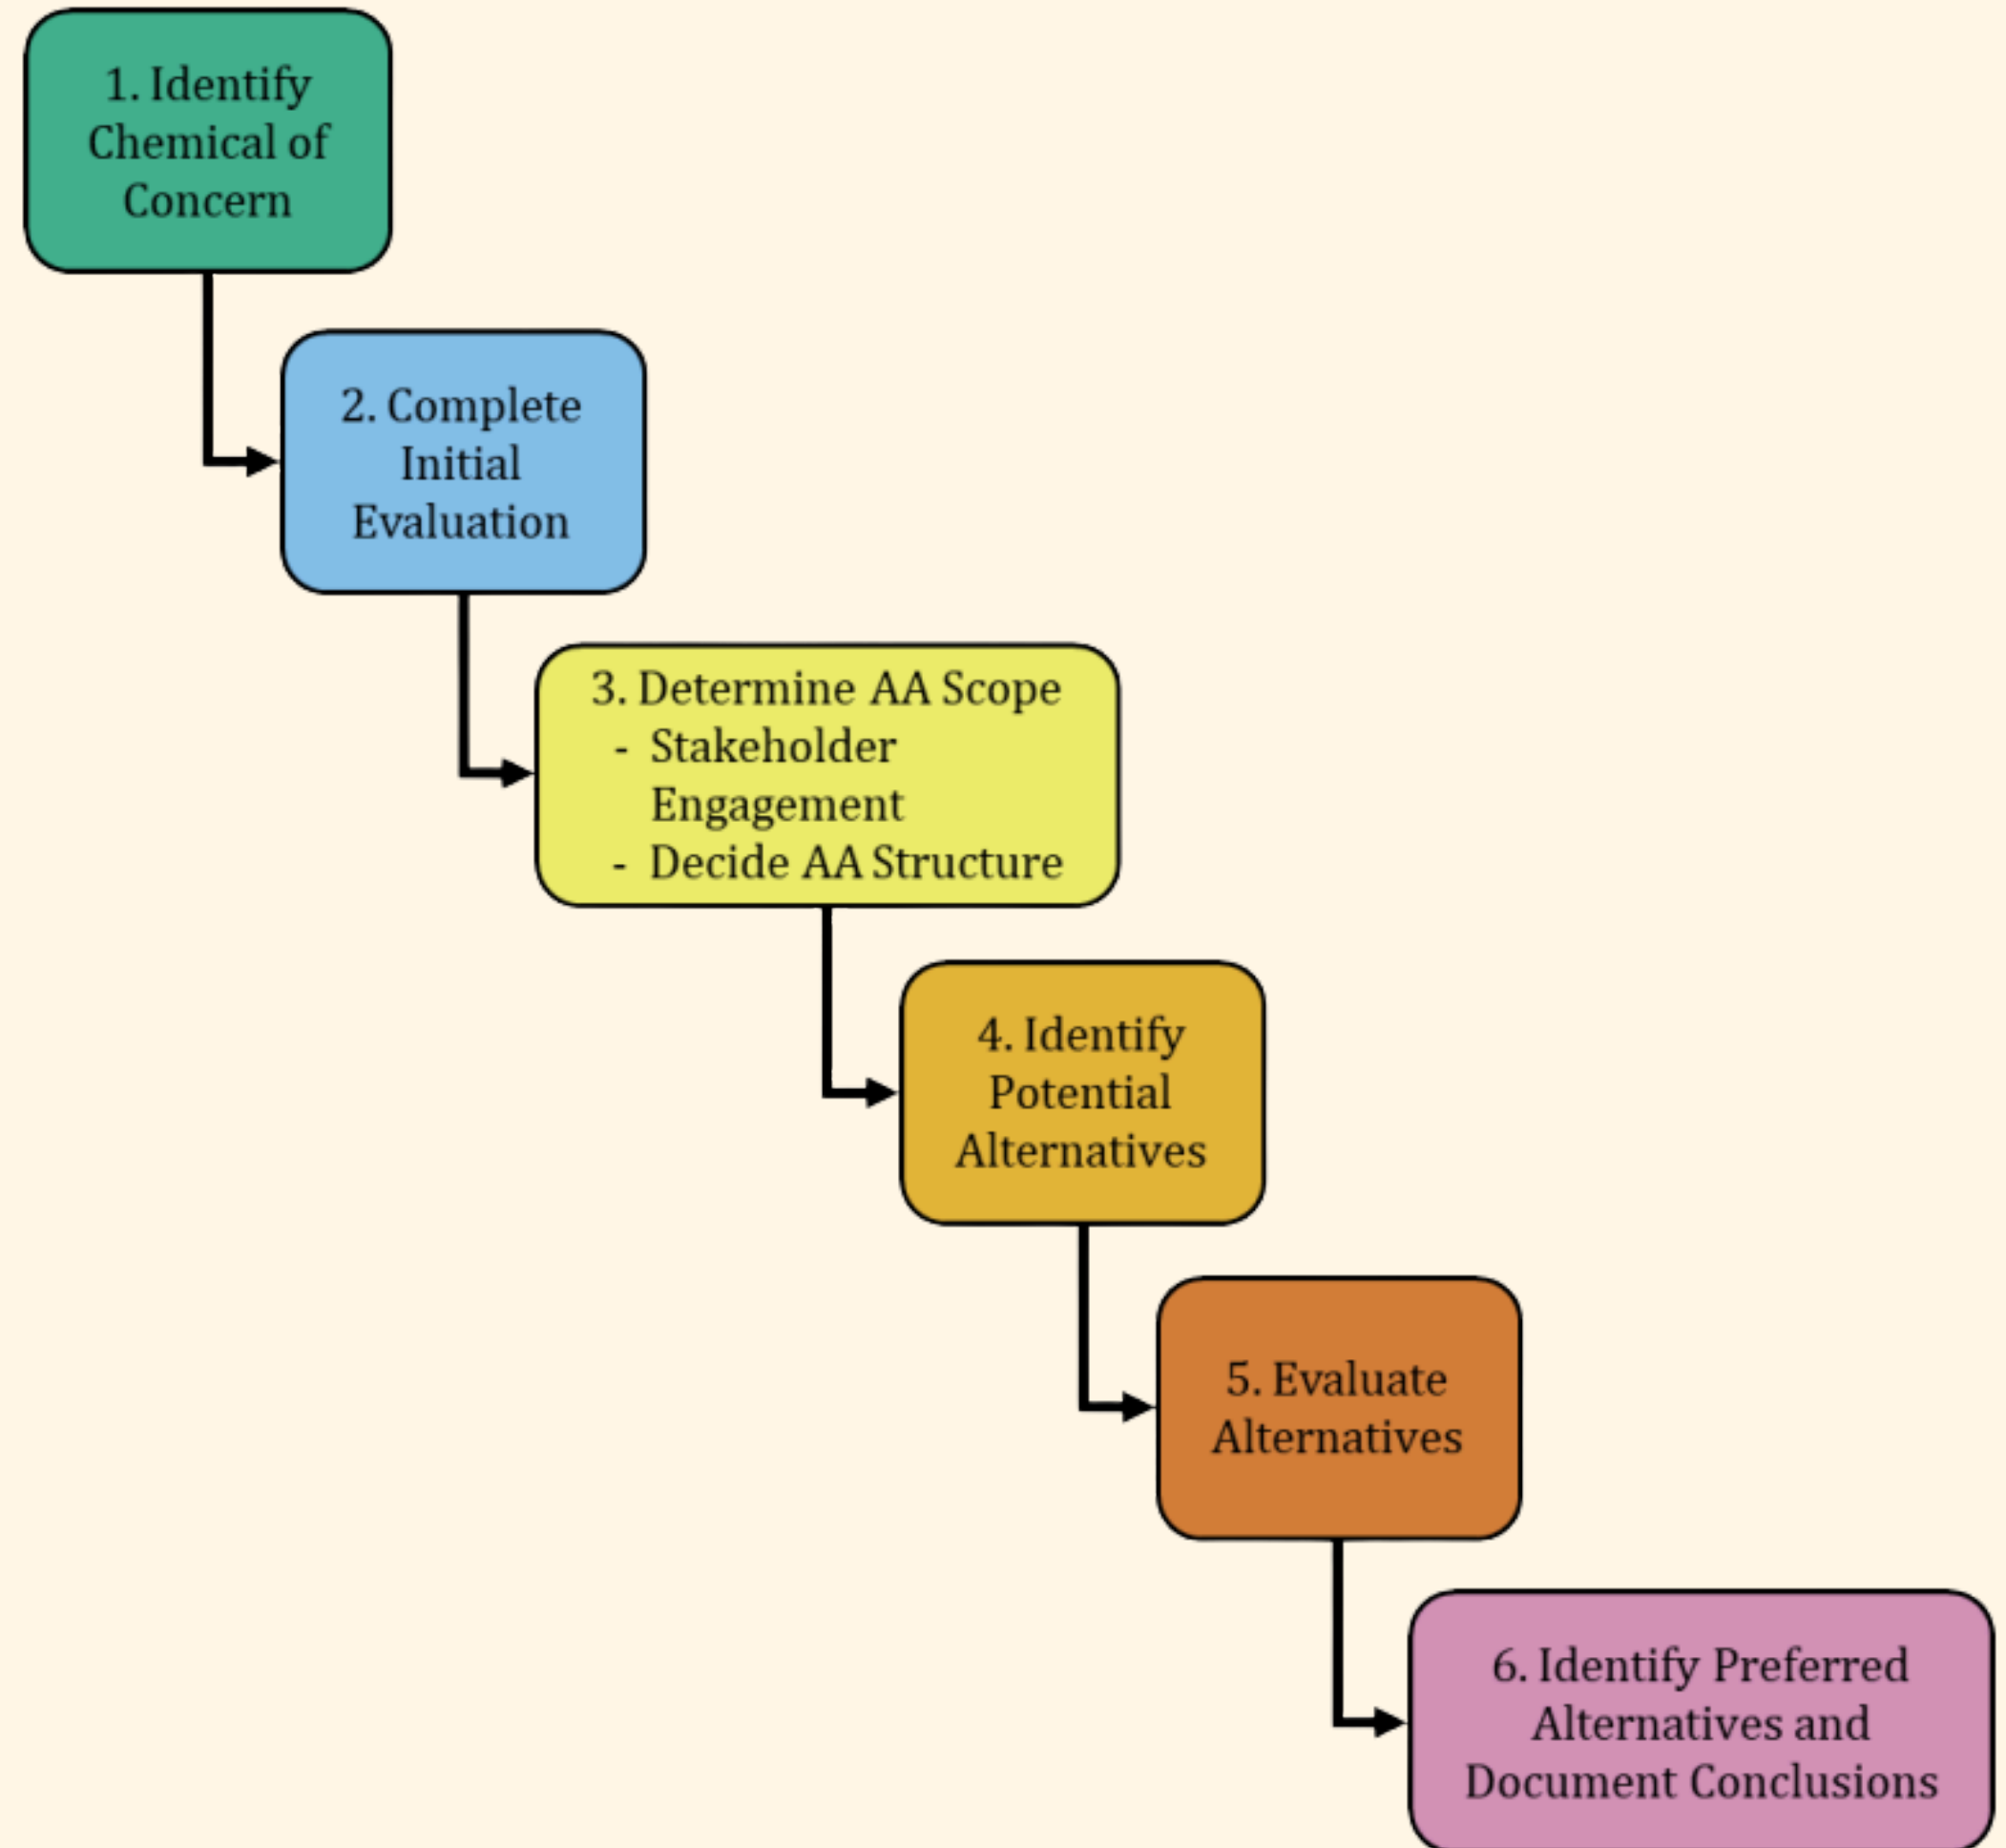 1. Identify
Chemical of
Concern
2. Complete
Initial
Evaluation
3. Determine AA Scope
- Stakeholder
Engagement
- Decide AA Structure
4. Identify
Potential
Alternatives
5. Evaluate
Alternatives
6. Identify Preferred
Alternatives and
Document Conclusions